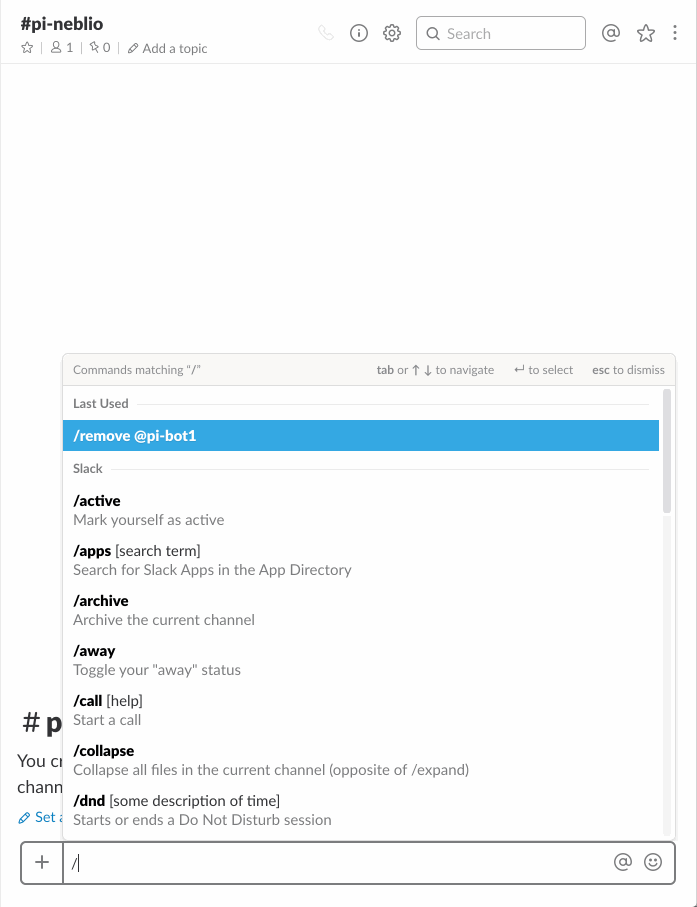 #pi-neblio
1 | 0 | Add a topic
Search
Commands matching “/” tab or ↑ ↓ to navigate ↵ to select esc to dismiss
Last Used
/remove @pi-bot1
Slack
/active
Mark yourself as active
/apps [search term]
Search for Slack Apps in the App Directory
/archive
Archive the current channel
/away
Toggle your "away" status
/call [help]
Start a call
/collapse
Collapse all files in the current channel (opposite of /expand)
/dnd [some description of time]
Starts or ends a Do Not Disturb session
# p
You
Set
/